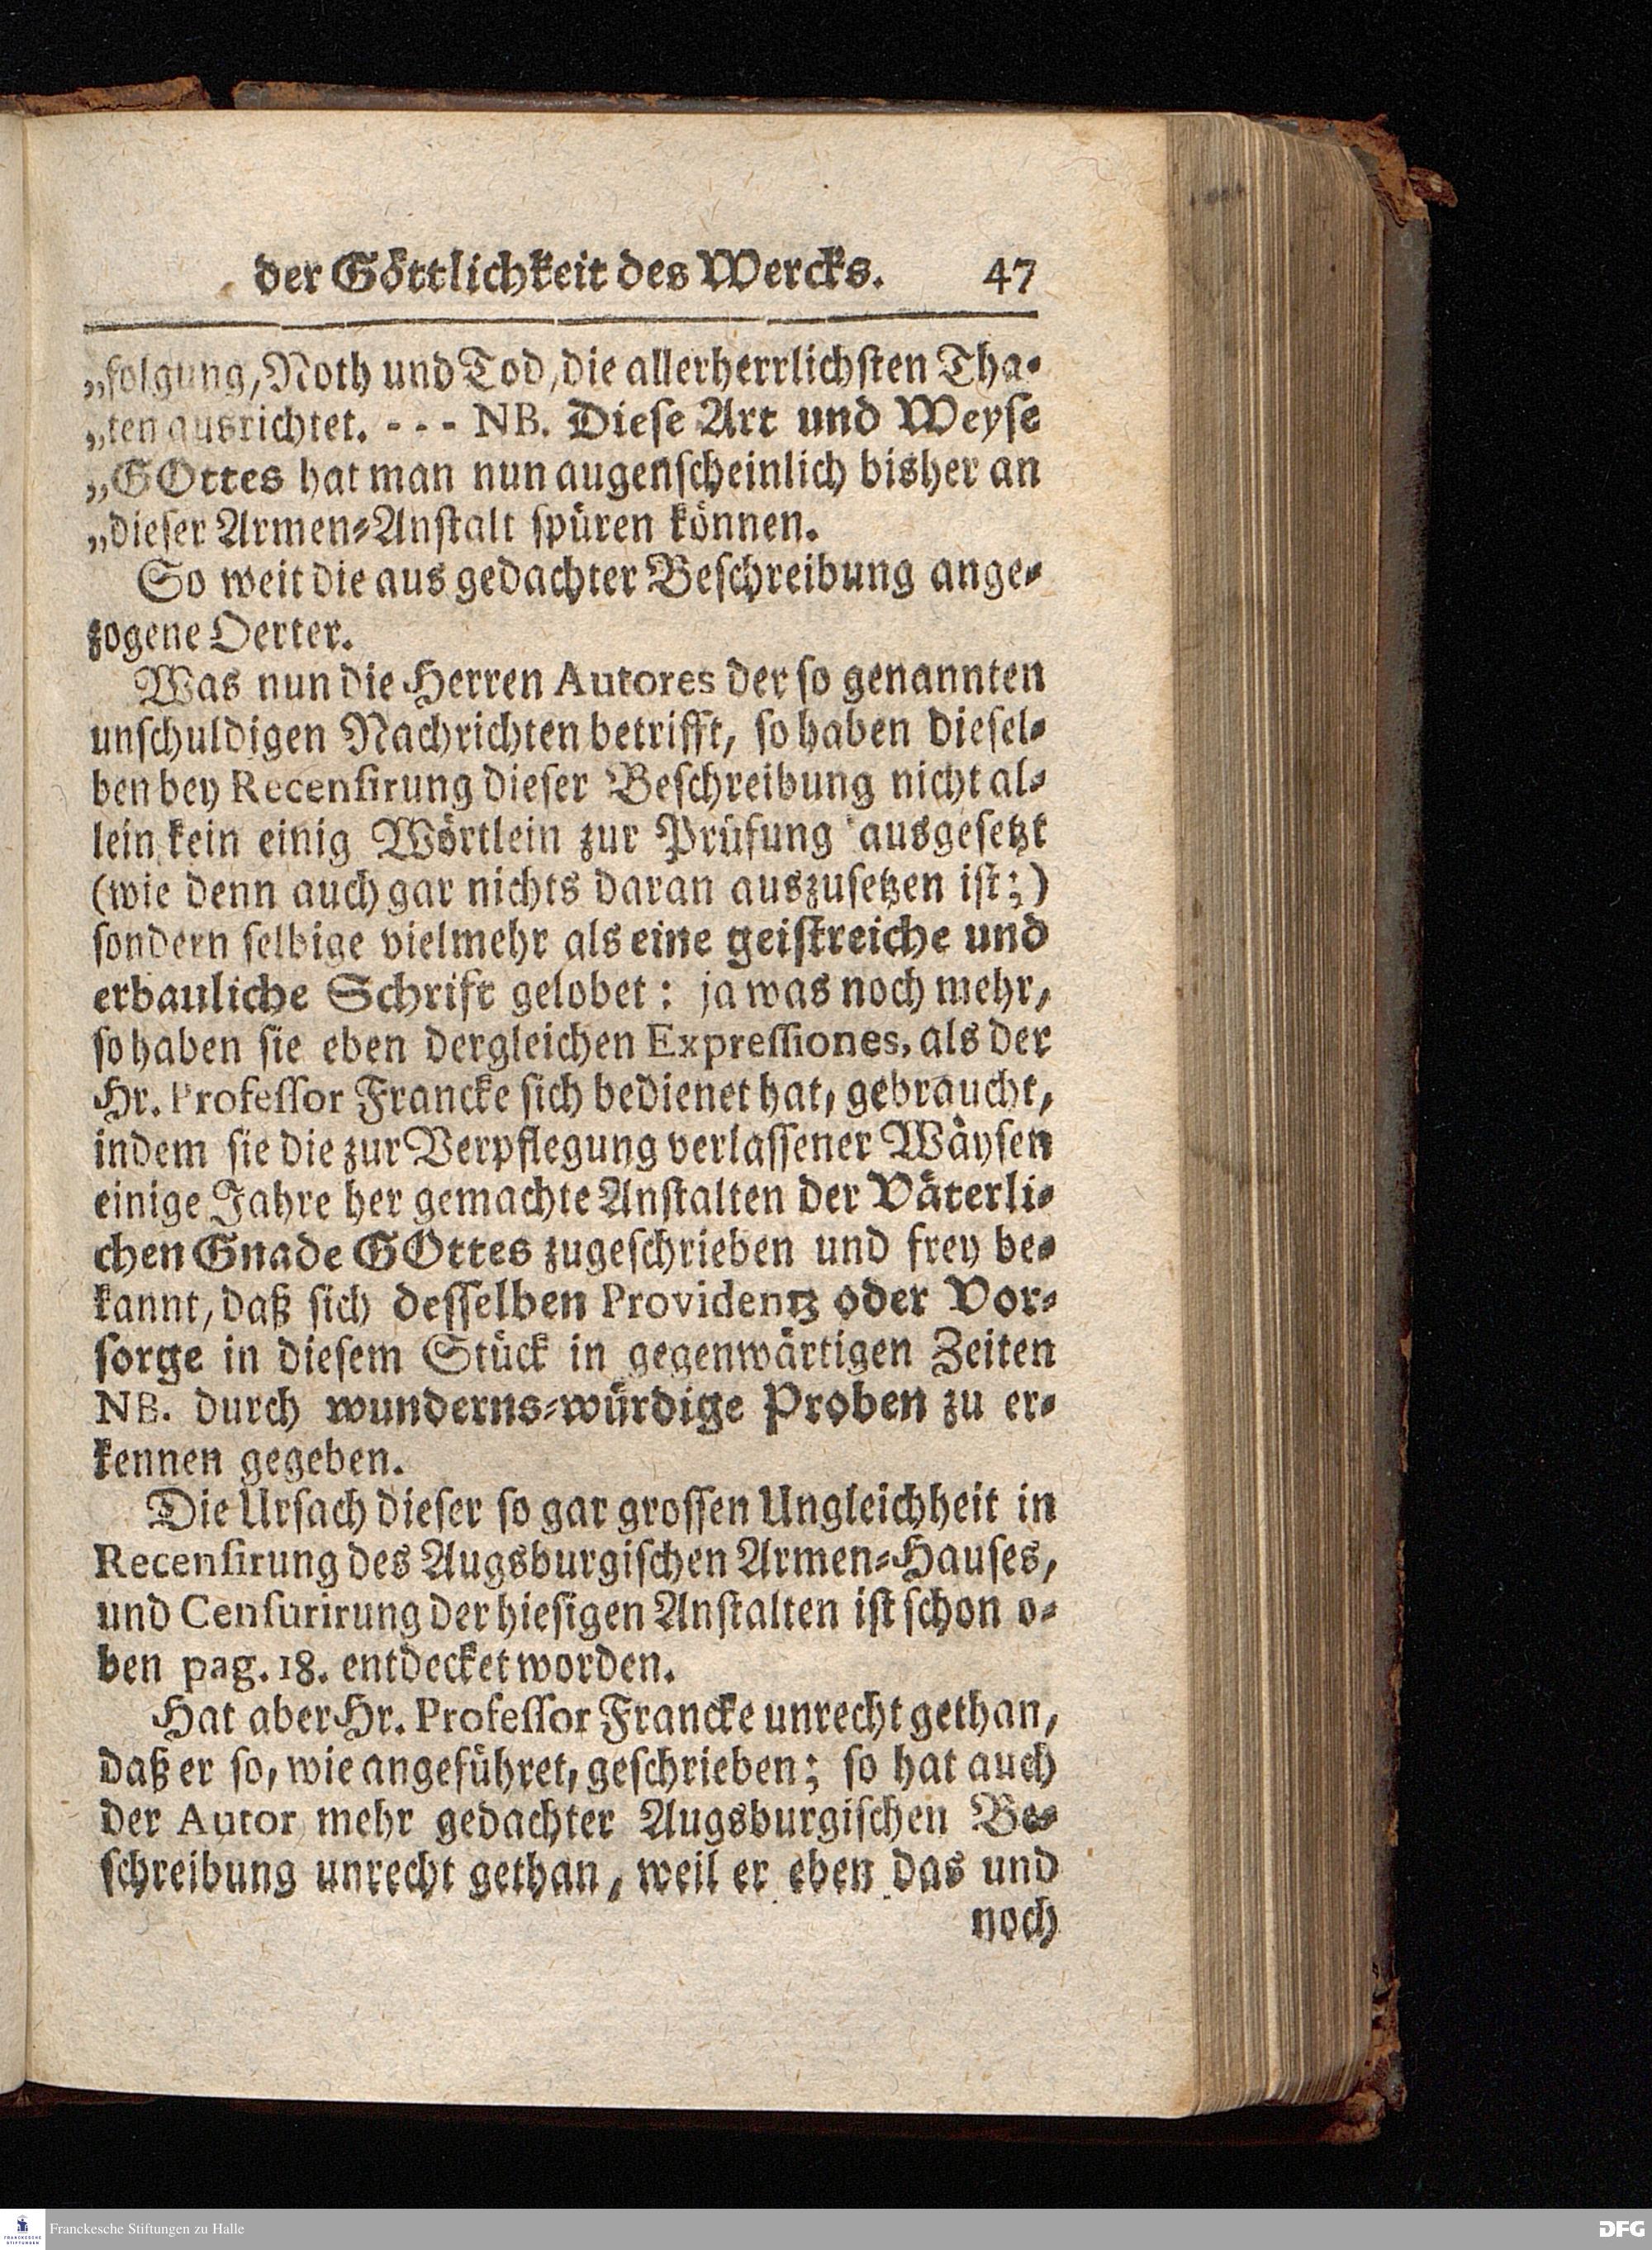 der Göttlichkeit des Wercks. 47
„folgung, Noth und Tod, die allerherrlichsten Tha-
„ten ausrichtet. - - - NB. Diese Art und Weyse
„GOttes hat man nun augenscheinlich bisher an
„dieser Armen-Anstalt spüren können.
So weit die aus gedachter Beschreibung ange-
zogene Oerter.
Was nun die Herren Autores der so genannten
unschuldigen Nachrichten betrifft, so haben diesel-
ben bey Recensirung dieser Beschreibung nicht al-
lein kein einig Wörtlein zur Prüfung ausgesetzt
(wie denn auch gar nichts daran auszusetzen ist;)
sondern selbige vielmehr als eine geistreiche und
erbauliche Schrift gelobet: ja was noch mehr,
so haben sie eben dergleichen Expressiones, als der
Hr. Professor Francke sich bedienet hat, gebraucht,
indem sie die zur Verpflegung verlassener Wäysen
einige Jahre her gemachte Anstalten der Väterli-
chen Gnade GOttes zugeschrieben und frey be-
kannt, daß sich desselben Providentz oder Vor-
sorge in diesem Stück in gegenwärtigen Zeiten
NB. durch wunderns-würdige Proben zu er-
kennen gegeben.
Die Ursach dieser so gar grossen Ungleichheit in
Recensirung des Augsburgischen Armen-Hauses,
und Censurirung der hiesigen Anstalten ist schon o-
ben pag. 18. entdecket worden.
Hat aber Hr. Professor Francke unrecht gethan,
daß er so, wie angeführet, geschrieben; so hat auch
der Autor mehr gedachter Augsburgischen Be-
schreibung unrecht gethan, weil er eben das und
noch
Franckesche Stiftungen zu Halle
FRANCKESCHE STIFTUNGEN
DFG